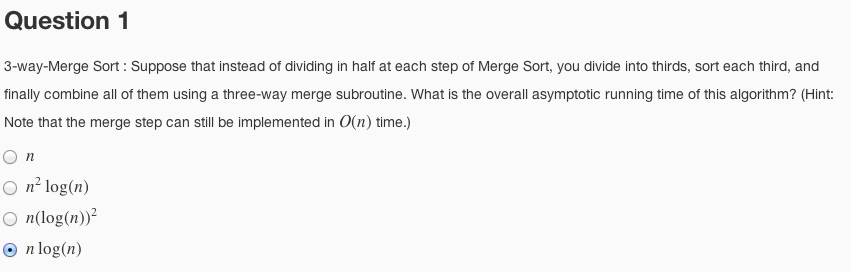 Question 1
3-way-Merge Sort : Suppose that instead of dividing in half at each step of Merge Sort, you divide into thirds, sort each third, and
finally combine all of them using a three-way merge subroutine. What is the overall asymptotic running time of this algorithm? (Hint:
Note that the merge step can still be implemented in O(n) time.)
n
n² log(n)
n(log(n))²
n log(n)